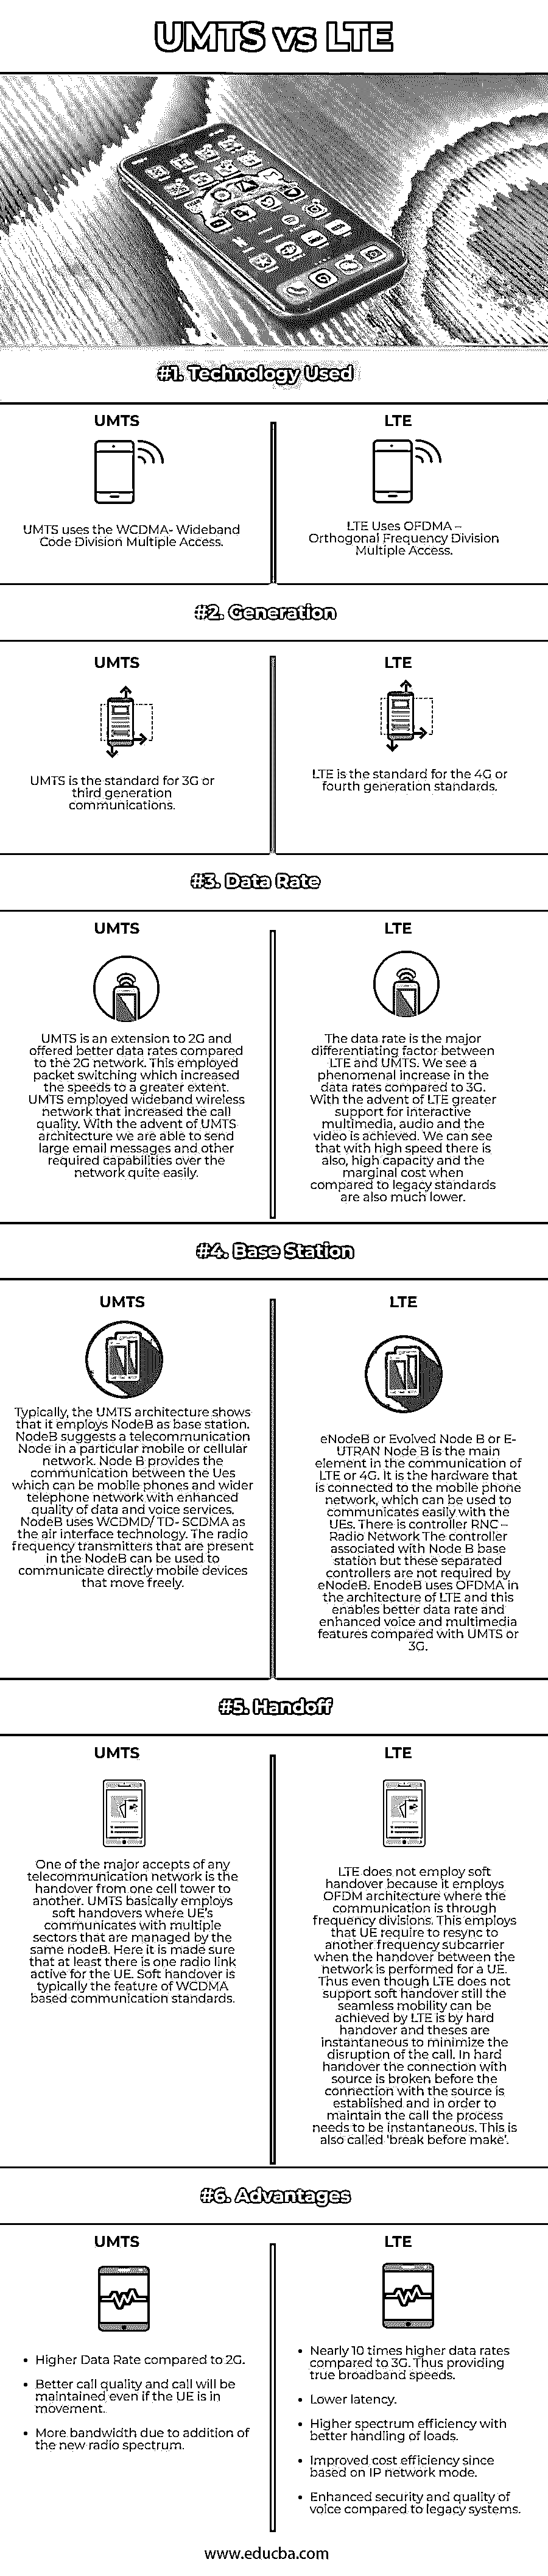 UMTS vs LTE
#1. Technology Used
UMTS
UMTS uses the WCDMA- Wideband
Code Division Multiple Access.
LTE
LTE Uses OFDMA –
Orthogonal Frequency Division
Multiple Access.
#2. Generation
UMTS
UMTS is the standard for 3G or
third generation
communications.
LTE
LTE is the standard for the 4G or
fourth generation standards.
#3. Data Rate
UMTS
UMTS is an extension to 2G and
offered better data rates compared
to the 2G network. This employed
packet switching which increased
the speeds to a greater extent.
UMTS employed wideband wireless
network that increased the call
quality. With the advent of UMTS
architecture we are able to send
large email messages and other
required capabilities over the
network quite easily.
LTE
The data rate is the major
differentiating factor between
LTE and UMTS. We see a
phenomenal increase in the
data rates compared to 3G.
With the advent of LTE greater
support for interactive
multimedia, audio and the
video is achieved. We can see
that with high speed there is
also, high capacity and the
marginal cost when
compared to legacy standards
are also much lower.
#4. Base Station
UMTS
Typically, the UMTS architecture shows
that it employs NodeB as base station.
NodeB suggests a telecommunication
Node in a particular mobile or cellular
network. Node B provides the
communication between the Ues
which can be mobile phones and wider
telephone network with enhanced
quality of data and voice services.
NodeB uses WCDMD/ TD- SCDMA as
the air interface technology. The radio
frequency transmitters that are present
in the NodeB can be used to
communicate directly mobile devices
that move freely.
LTE
eNodeB or Evolved Node B or E-
UTRAN Node B is the main
element in the communication of
LTE or 4G. It is the hardware that
is connected to the mobile phone
network, which can be used to
communicates easily with the
UEs. There is controller RNC –
Radio Network The controller
associated with Node B base
station but these separated
controllers are not required by
eNodeB. EnodeB uses OFDMA in
the architecture of LTE and this
enables better data rate and
enhanced voice and multimedia
features compared with UMTS or
3G.
#5. Handoff
UMTS
One of the major accepts of any
telecommunication network is the
handover from one cell tower to
another. UMTS basically employs
soft handovers where UE's
communicates with multiple
sectors that are managed by the
same nodeB. Here it is made sure
that at least there is one radio link
active for the UE. Soft handover is
typically the feature of WCDMA
based communication standards.
LTE
LTE does not employ soft
handover because it employs
OFDM architecture where the
communication is through
frequency divisions. This employs
that UE require to resync to
another frequency subcarrier
when the handover between the
network is performed for a UE.
Thus even though LTE does not
support soft handover still the
seamless mobility can be
achieved by LTE is by hard
handover and theses are
instantaneous to minimize the
disruption of the call. In hard
handover the connection with
source is broken before the
connection with the source is
established and in order to
maintain the call the process
needs to be instantaneous. This is
also called 'break before make'.
#6. Advantages
UMTS
• Higher Data Rate compared to 2G.
• Better call quality and call will be
maintained even if the UE is in
movement.
• More bandwidth due to addition of
the new radio spectrum.
LTE
• Nearly 10 times higher data rates
compared to 3G. Thus providing
true broadband speeds.
• Lower latency.
• Higher spectrum efficiency with
better handling of loads.
• Improved cost efficiency since
based on IP network mode.
• Enhanced security and quality of
voice compared to legacy systems.
www.educba.com